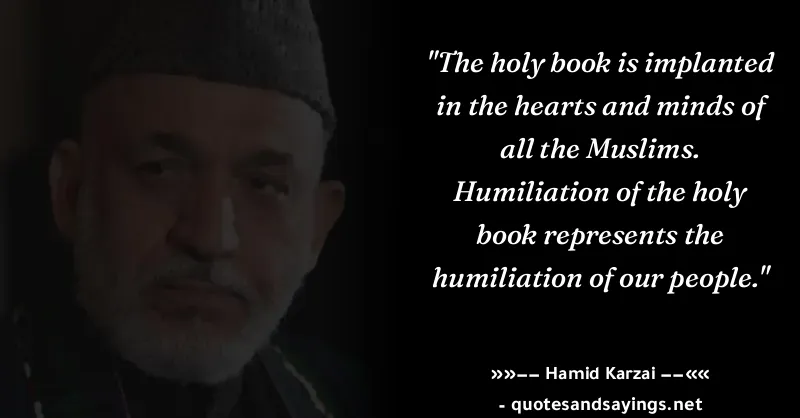 "The holy book is implanted
in the hearts and minds of
all the Muslims.
Humiliation of the holy
book represents the
humiliation of our people."
»»−− Hamid Karzai −−««
- quotesandsayings.net